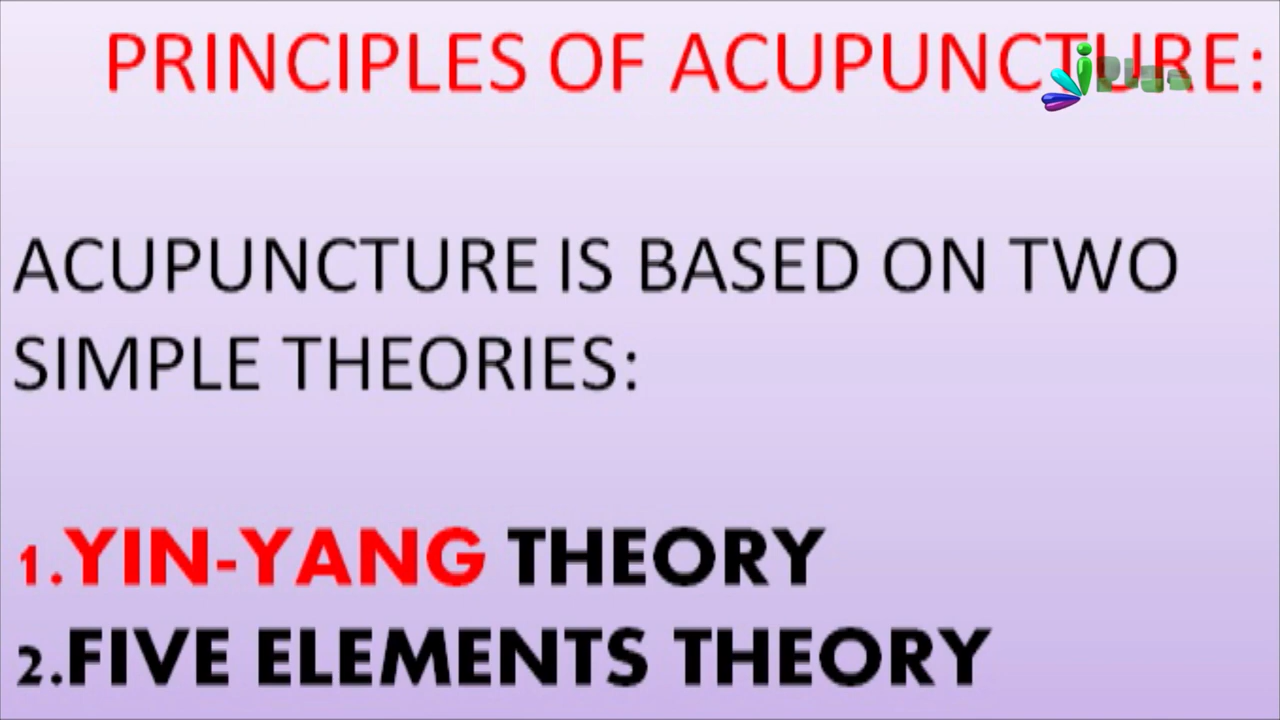 PRINCIPLES OF ACUPUNCTURE:
ACUPUNCTURE IS BASED ON TWO
SIMPLE THEORIES:
1.YIN-YANG THEORY
2.FIVE ELEMENTS THEORY